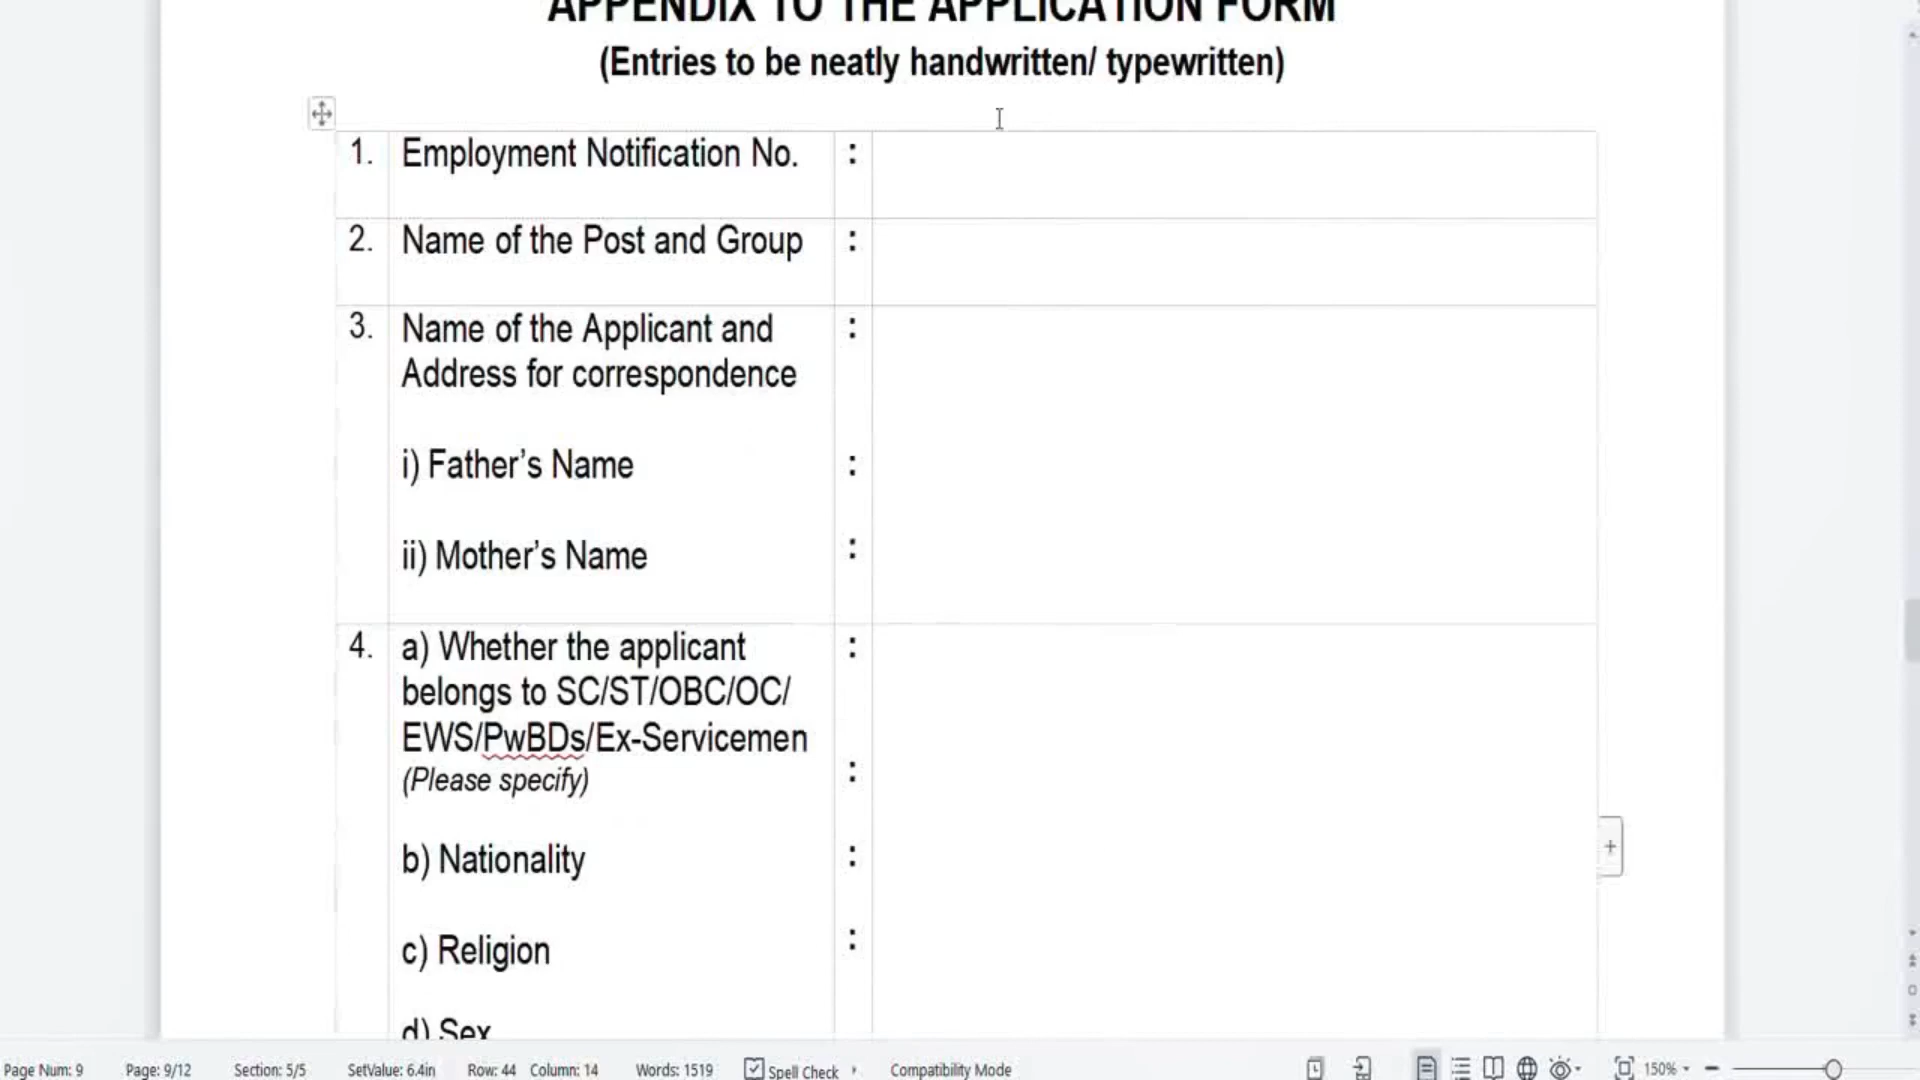 APPENDIX TO THE APPLICATION FORM
(Entries to be neatly handwritten/ typewritten)
1. Employment Notification No. :
2. Name of the Post and Group :
3. Name of the Applicant and :
Address for correspondence
i) Father’s Name :
ii) Mother’s Name :
4. a) Whether the applicant :
belongs to SC/ST/OBC/OC/
EWS/PwBDs/Ex-Servicemen
(Please specify) :
b) Nationality :
c) Religion :
d) Sex
Page Num: 9 Page: 9/12 Section: 5/5 SetValue: 6.4in Row: 44 Column: 14 Words: 1519 Spell Check Compatibility Mode 150%